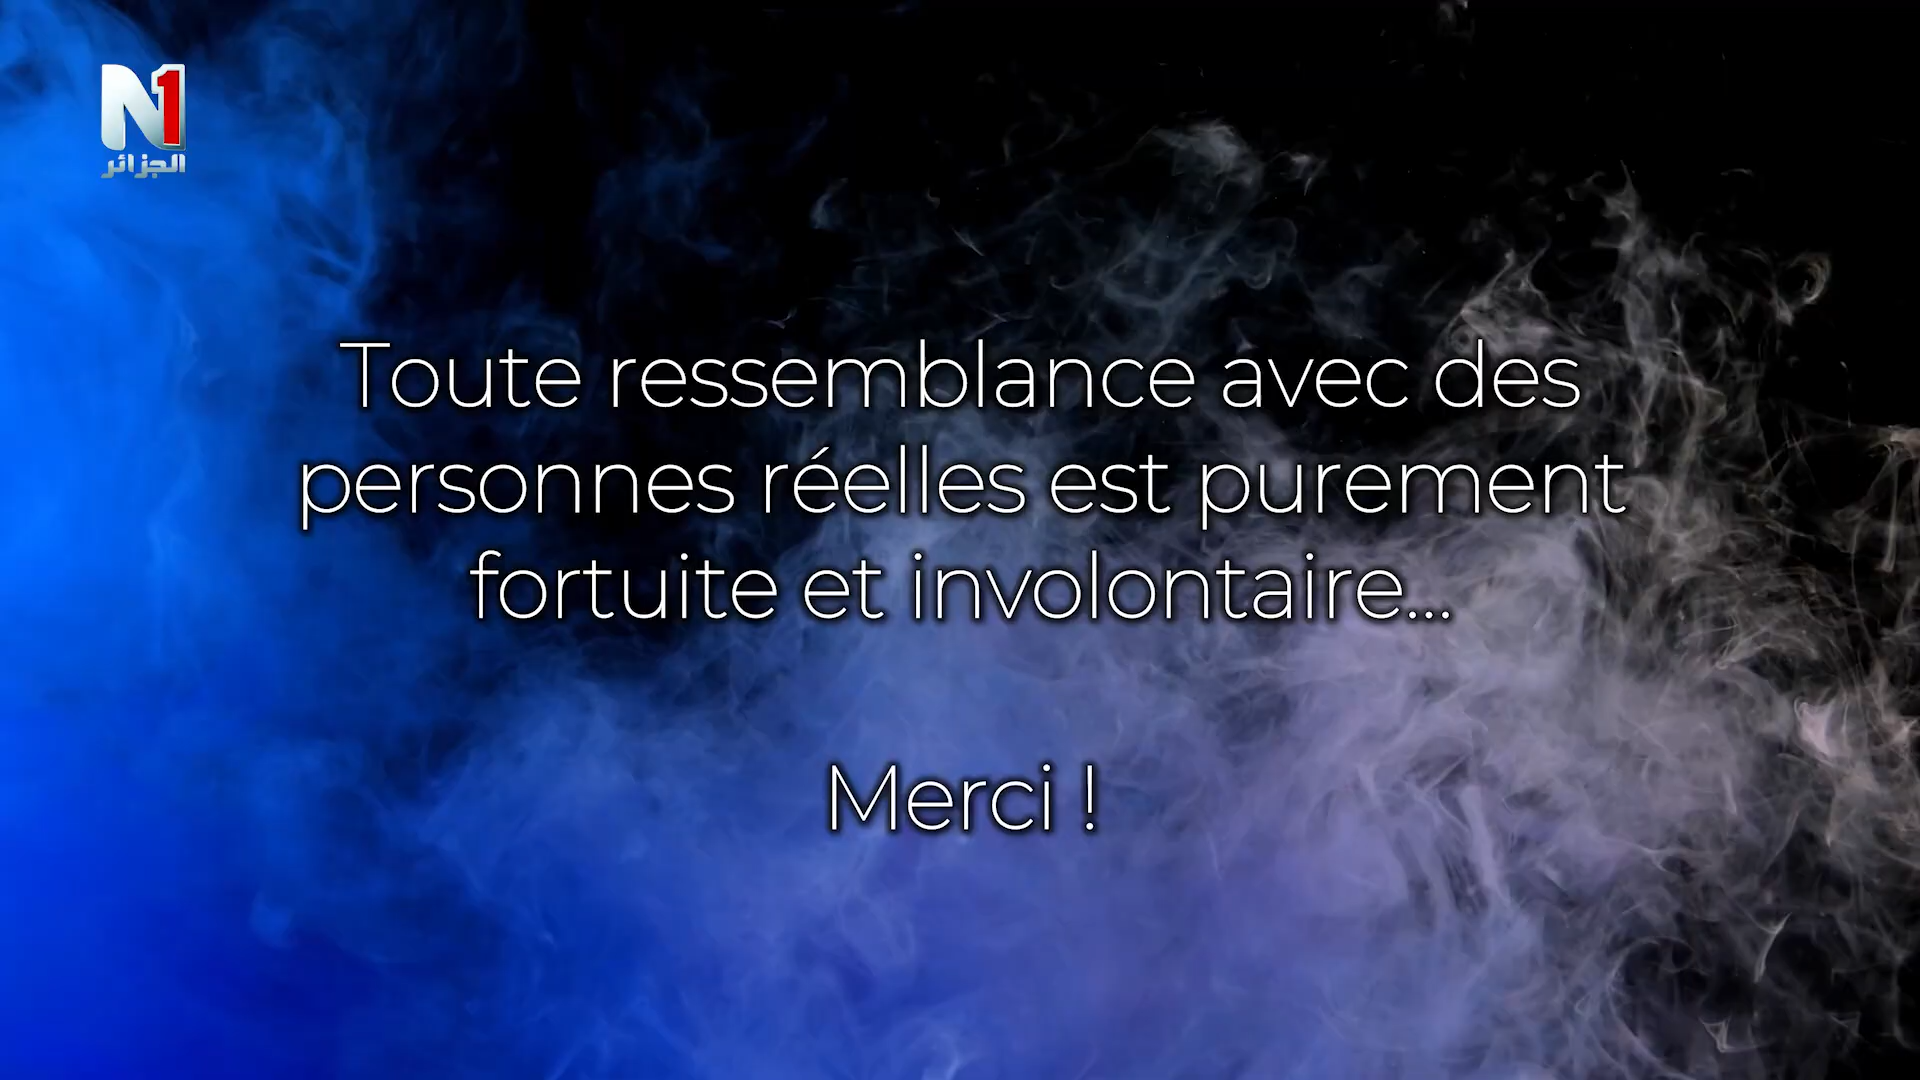 N1
الجزائر
Toute ressemblance avec des
personnes réelles est purement
fortuite et involontaire...
Merci !